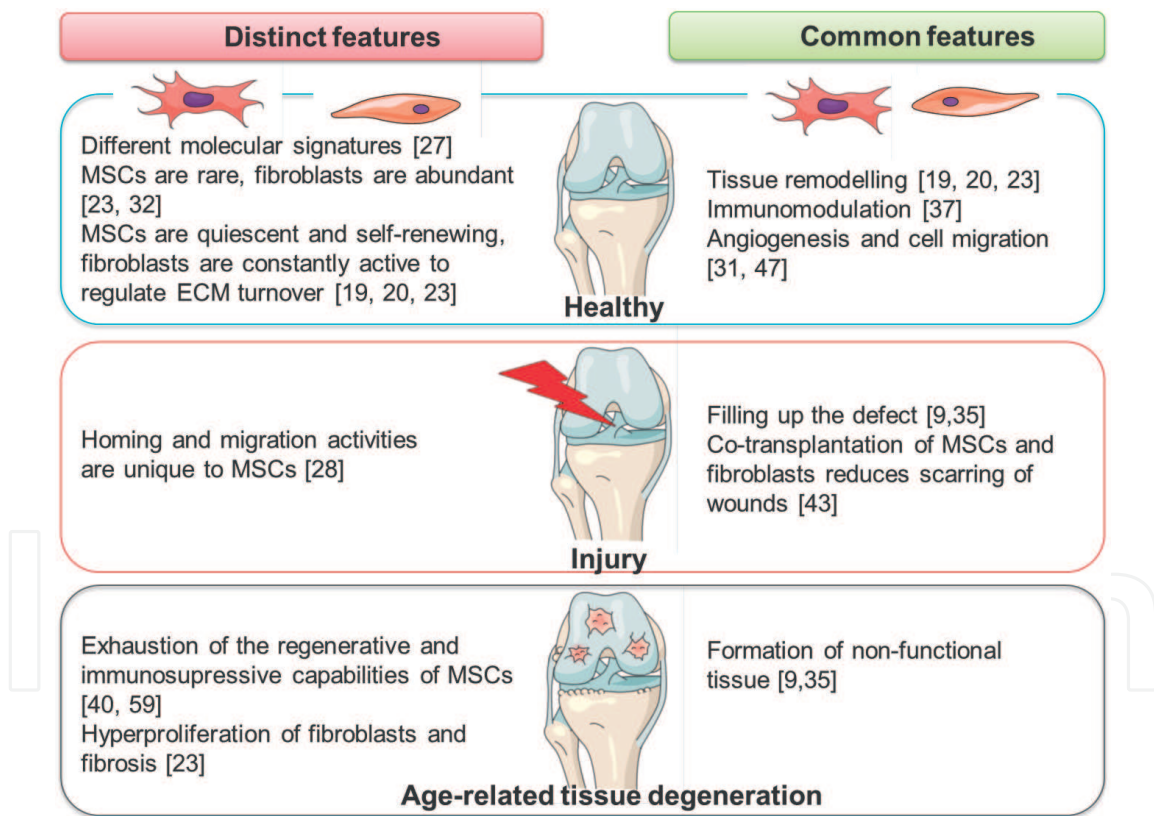 Distinct features
Common features
Different molecular signatures [27]
MSCs are rare, fibroblasts are abundant
[23, 32]
MSCs are quiescent and self-renewing,
fibroblasts are constantly active to
regulate ECM turnover [19, 20, 23]
Tissue remodelling [19, 20, 23]
Immunomodulation [37]
Angiogenesis and cell migration
[31, 47]
Healthy
Homing and migration activities
are unique to MSCs [28]
Filling up the defect [9,35]
Co-transplantation of MSCs and
fibroblasts reduces scarring of
wounds [43]
Injury
Exhaustion of the regenerative and
immunosupressive capabilities of MSCs
[40, 59]
Hyperproliferation of fibroblasts and
fibrosis [23]
Formation of non-functional
tissue [9,35]
Age-related tissue degeneration